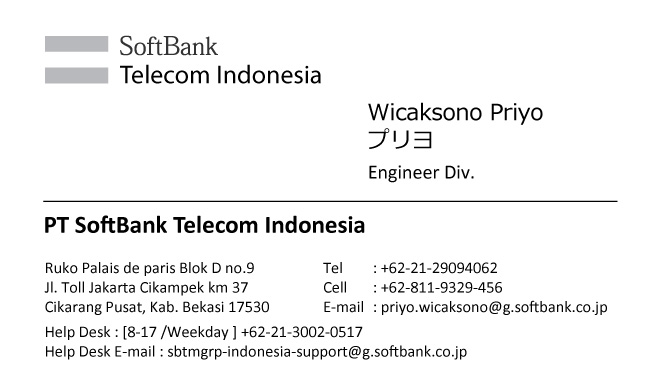 SoftBank
Telecom Indonesia
Wicaksono Priyo
プリヨ
Engineer Div.
PT SoftBank Telecom Indonesia
Ruko Palais de paris Blok D no.9
Jl. Toll Jakarta Cikampek km 37
Cikarang Pusat, Kab. Bekasi 17530
Tel : +62-21-29094062
Cell : +62-811-9329-456
E-mail : priyo.wicaksono@g.softbank.co.jp
Help Desk : [8-17 /Weekday ] +62-21-3002-0517
Help Desk E-mail : sbtmgrp-indonesia-support@g.softbank.co.jp